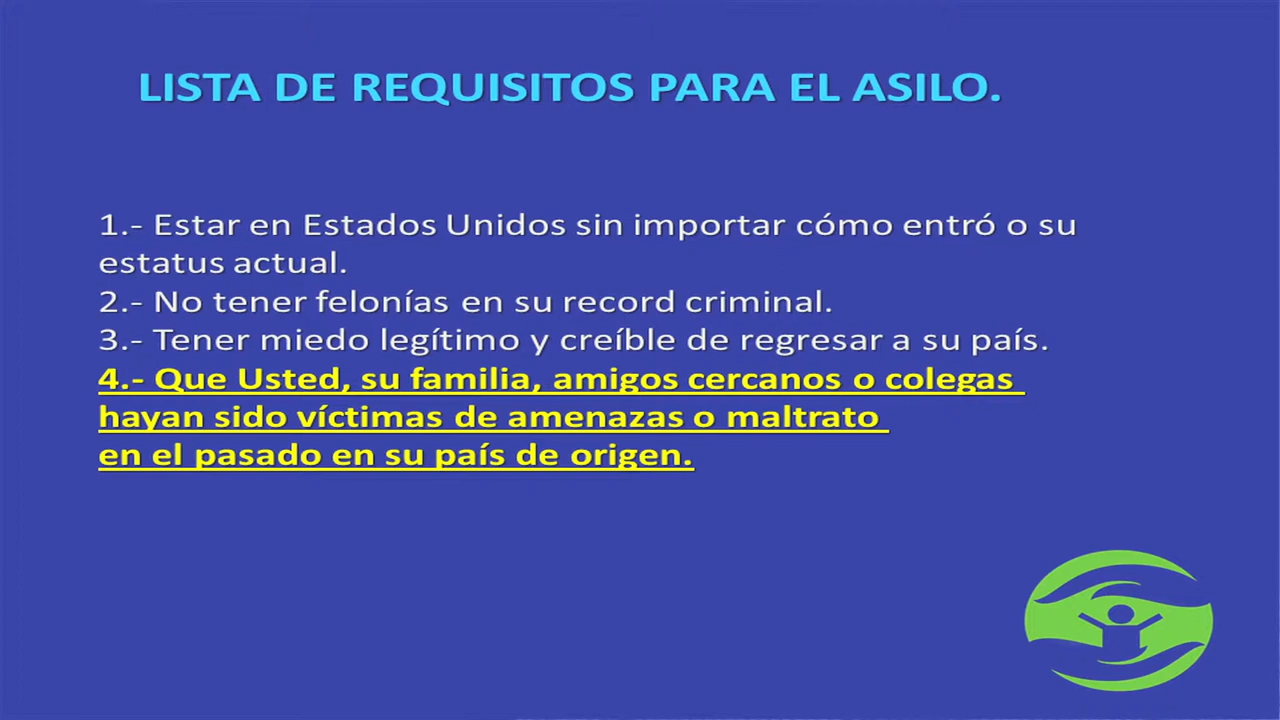 LISTA DE REQUISITOS PARA EL ASILO.
1.- Estar en Estados Unidos sin importar cómo entró o su
estatus actual.
2.- No tener felonías en su record criminal.
3.- Tener miedo legítimo y creíble de regresar a su país.
4.- Que Usted, su familia, amigos cercanos o colegas
hayan sido víctimas de amenazas o maltrato
en el pasado en su país de origen.